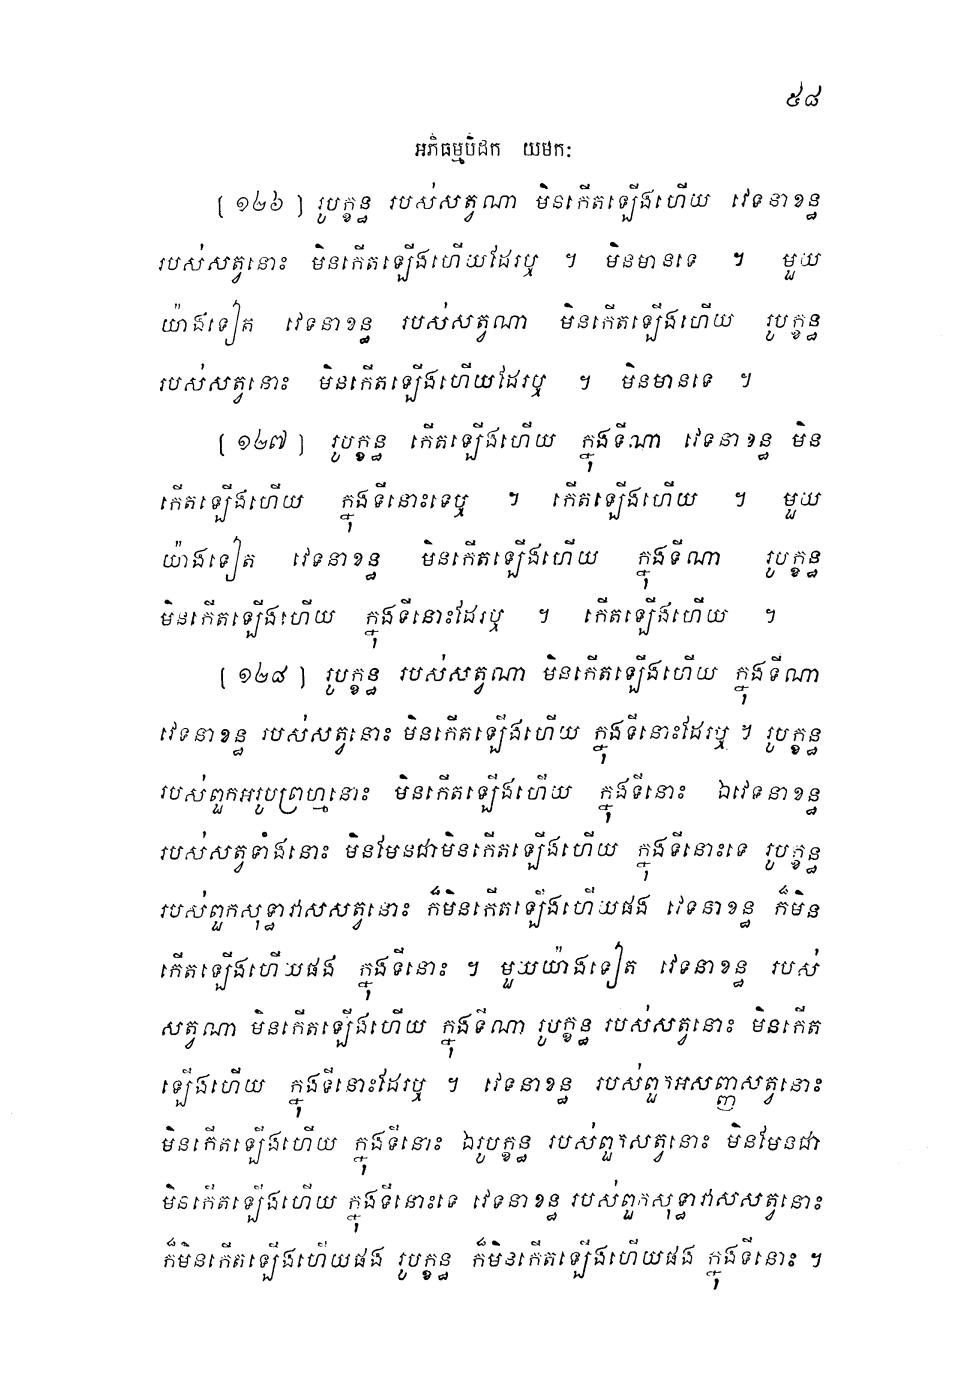 ៥៨
អភិធម្មបិដក យមកៈ
[ ១២៦ ] រូបក្ខន្ធ របស់សត្វណា មិនកើតឡើងហើយ វេទនាខន្ធ
របស់សត្វនោះ មិនកើតឡើងហើយដែរឬ ។ មិនមានទេ ។ មួយ
យ៉ាងទៀត វេទនាខន្ធ របស់សត្វណា មិនកើតឡើងហើយ រូបក្ខន្ធ
របស់សត្វនោះ មិនកើតឡើងហើយដែរឬ ។ មិនមានទេ ។
[ ១២៧ ] រូបក្ខន្ធ កើតឡើងហើយ ក្នុងទីណា វេទនាខន្ធ មិន
កើតឡើងហើយ ក្នុងទីនោះទេឬ ។ កើតឡើងហើយ ។ មួយ
យ៉ាងទៀត វេទនាខន្ធ មិនកើតឡើងហើយ ក្នុងទីណា រូបក្ខន្ធ
មិនកើតឡើងហើយ ក្នុងទីនោះដែរឬ ។ កើតឡើងហើយ ។
[ ១២៨ ] រូបក្ខន្ធ របស់សត្វណា មិនកើតឡើងហើយ ក្នុងទីណា
វេទនាខន្ធ របស់សត្វនោះ មិនកើតឡើងហើយ ក្នុងទីនោះដែរឬ ។ រូបក្ខន្ធ
របស់ពួកអរូបព្រហ្មនោះ មិនកើតឡើងហើយ ក្នុងទីនោះ ឯវេទនាខន្ធ
របស់សត្វទាំងនោះ មិនមែនជាមិនកើតឡើងហើយ ក្នុងទីនោះទេ រូបក្ខន្ធ
របស់ពួកសុទ្ធាវាសសត្វនោះ ក៏មិនកើតឡើងហើយផង វេទនាខន្ធ ក៏មិន
កើតឡើងហើយផង ក្នុងទីនោះ ។ មួយយ៉ាងទៀត វេទនាខន្ធ របស់
សត្វណា មិនកើតឡើងហើយ ក្នុងទីណា រូបក្ខន្ធ របស់សត្វនោះ មិនកើត
ឡើងហើយ ក្នុងទីនោះដែរឬ ។ វេទនាខន្ធ របស់ពួកអសញ្ញសត្វនោះ
មិនកើតឡើងហើយ ក្នុងទីនោះ ឯរូបក្ខន្ធ របស់ពួកសត្វនោះ មិនមែនជា
មិនកើតឡើងហើយ ក្នុងទីនោះទេ វេទនាខន្ធ របស់ពួកសុទ្ធាវាសសត្វនោះ
ក៏មិនកើតឡើងហើយផង រូបក្ខន្ធ ក៏មិនកើតឡើងហើយផង ក្នុងទីនោះ ។